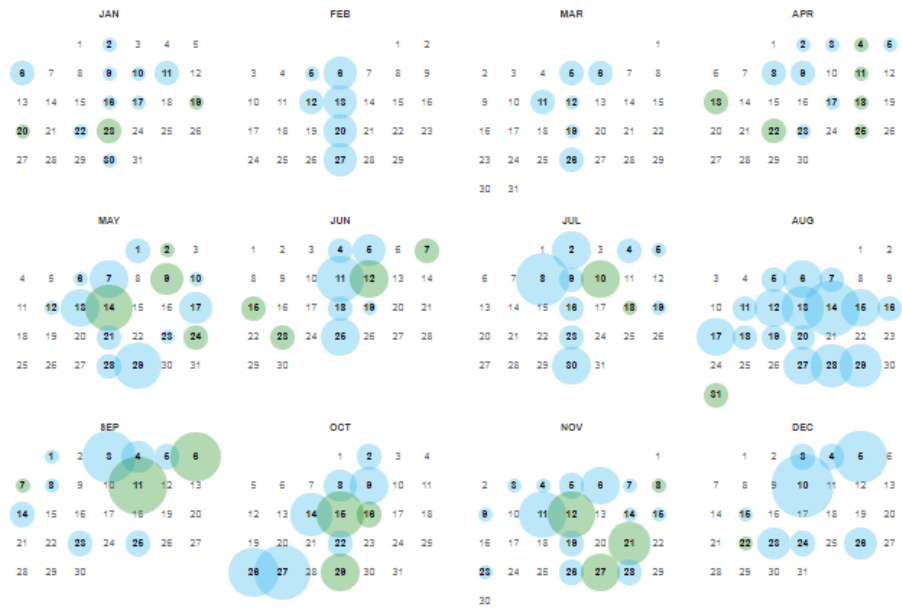 JAN
1 2 3 4 5
6 7 8 9 10 11 12
13 14 15 16 17 18 19
20 21 22 23 24 25 26
27 28 29 30 31
FEB
1 2
3 4 5 6 7 8 9
10 11 12 13 14 15 16
17 18 19 20 21 22 23
24 25 26 27 28 29
MAR
1
2 3 4 5 6 7 8
9 10 11 12 13 14 15
16 17 18 19 20 21 22
23 24 25 26 27 28 29
30 31
APR
1 2 3 4 5
6 7 8 9 10 11 12
13 14 15 16 17 18 19
20 21 22 23 24 25 26
27 28 29 30
MAY
1 2 3
4 5 6 7 8 9 10
11 12 13 14 15 16 17
18 19 20 21 22 23 24
25 26 27 28 29 30 31
JUN
1 2 3 4 5 6 7
8 9 10 11 12 13 14
15 16 17 18 19 20 21
22 23 24 25 26 27 28
29 30
JUL
1 2 3 4 5
6 7 8 9 10 11 12
13 14 15 16 17 18 19
20 21 22 23 24 25 26
27 28 29 30 31
AUG
1 2
3 4 5 6 7 8 9
10 11 12 13 14 15 16
17 18 19 20 21 22 23
24 25 26 27 28 29 30
31
SEP
1 2 3 4 5 6
7 8 9 10 11 12 13
14 15 16 17 18 19 20
21 22 23 24 25 26 27
28 29 30
OCT
1 2 3 4
5 6 7 8 9 10 11
12 13 14 15 16 17 18
19 20 21 22 23 24 25
26 27 28 29 30 31
NOV
1
2 3 4 5 6 7 8
9 10 11 12 13 14 15
16 17 18 19 20 21 22
23 24 25 26 27 28 29
30
DEC
1 2 3 4 5 6
7 8 9 10 11 12 13
14 15 16 17 18 19 20
21 22 23 24 25 26 27
28 29 30 31